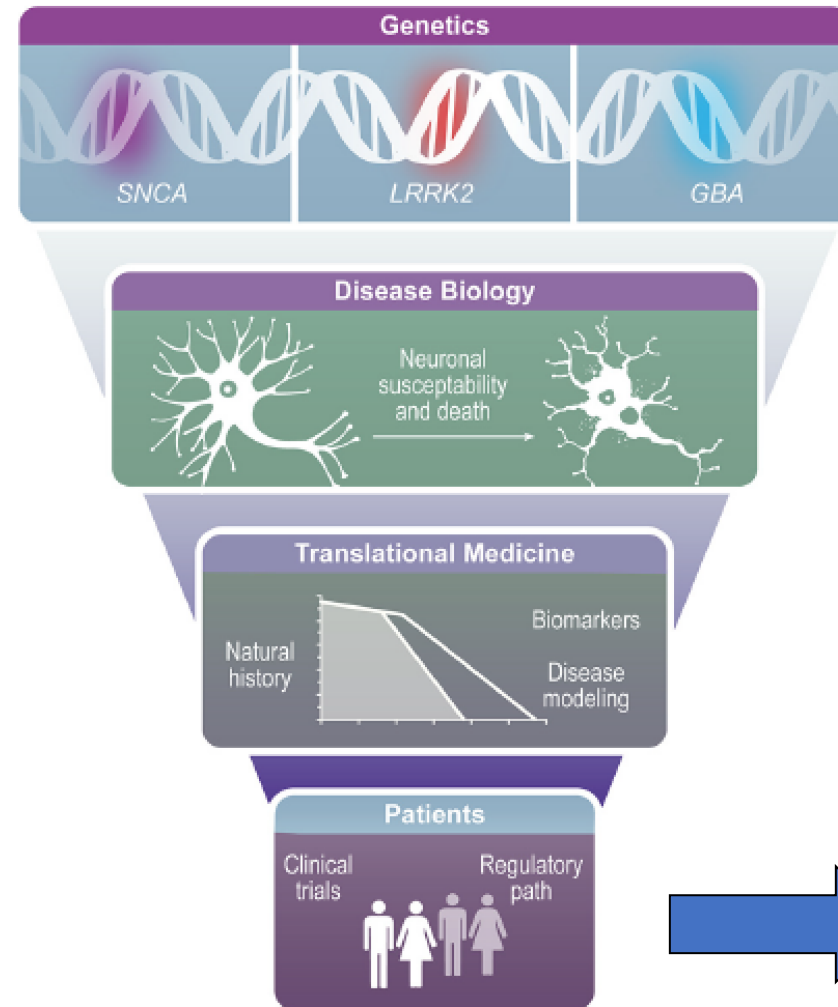 Genetics
SNCA
LRRK2
GBA
Disease Biology
Neuronal
susceptability
and death
Translational Medicine
Natural
history
Biomarkers
Disease
modeling
Patients
Clinical
trials
Regulatory
path